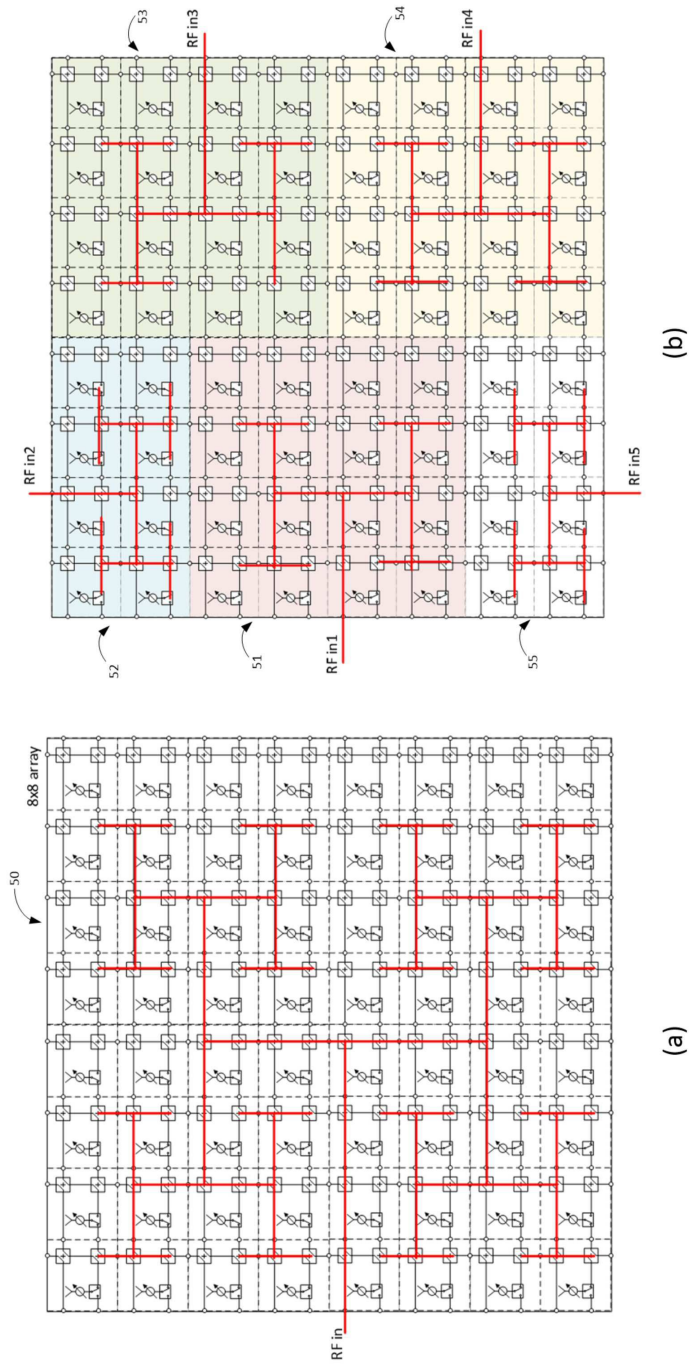 53
54
RF in3
RF in4
RF in2
RF in5
52
51
55
RF in1
(b)
50
8x8 array
RF in
(a)